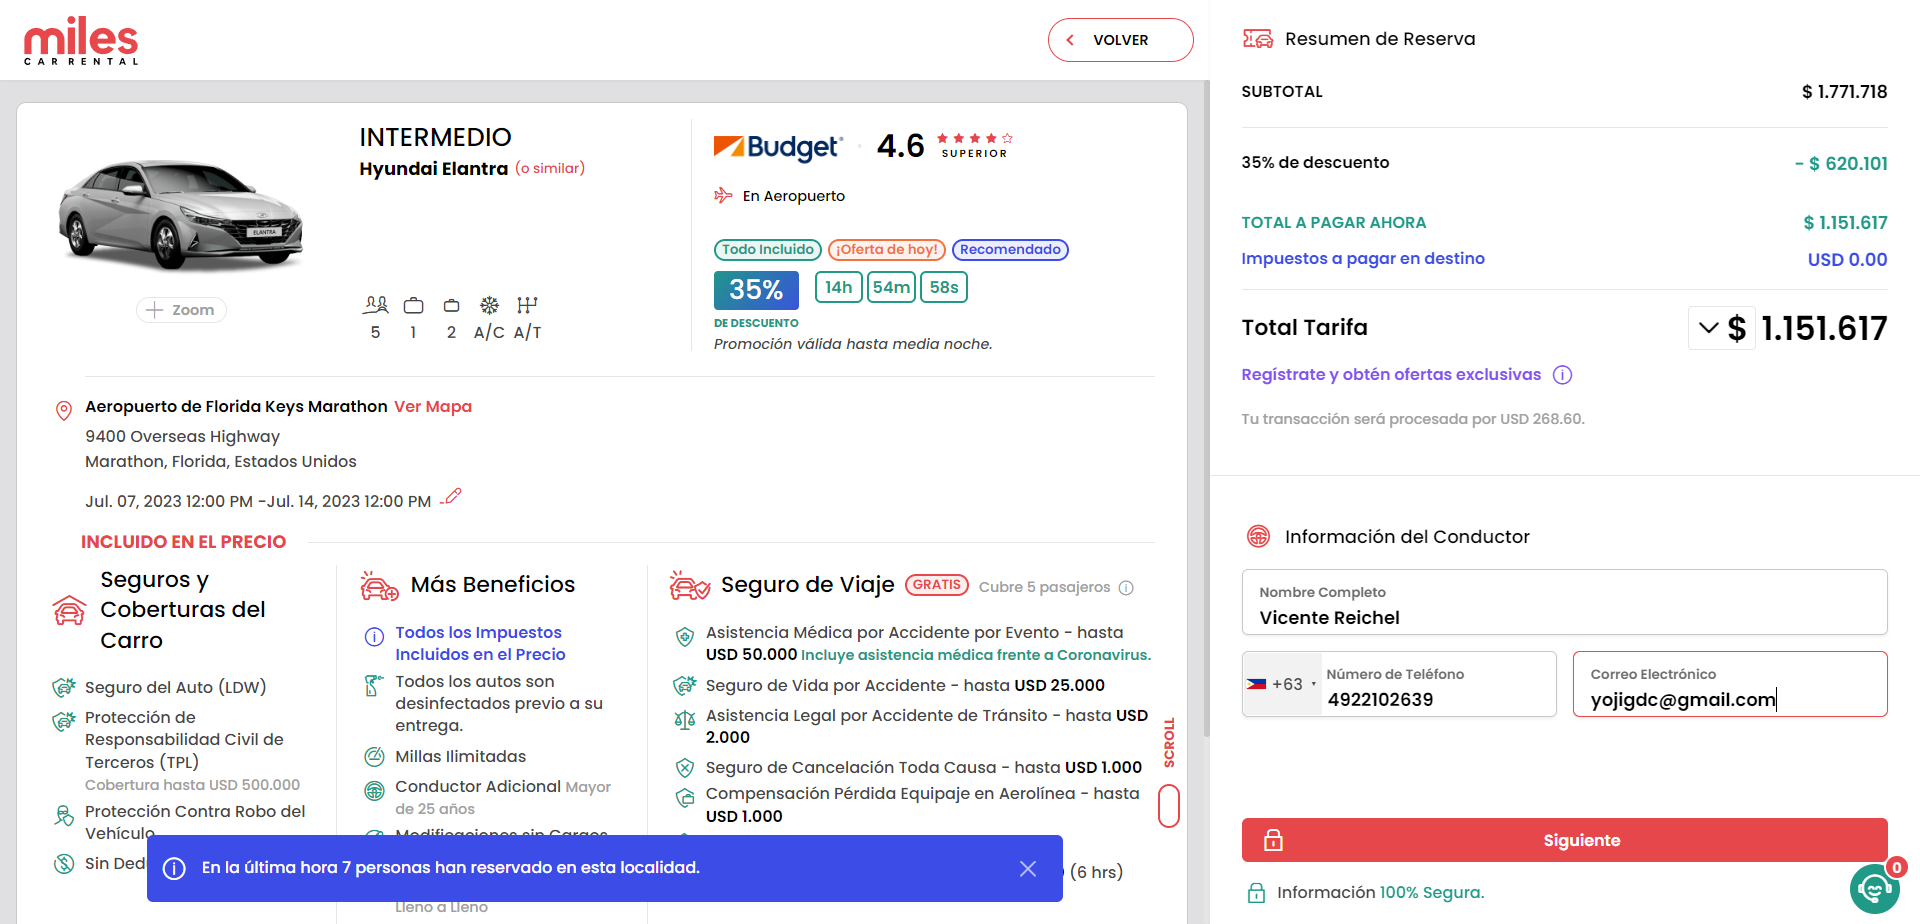 miles
CAR RENTAL
VOLVER
INTERMEDIO
Hyundai Elantra (o similar)
ELANTRA
Zoom
5 1 2 A/C A/T
Budget 4.6
SUPERIOR
En Aeropuerto
Todo Incluido ¡Oferta de hoy! Recomendado
35% 14h 54m 58s
DE DESCUENTO
Promoción válida hasta media noche.
Aeropuerto de Florida Keys Marathon Ver Mapa
9400 Overseas Highway
Marathon, Florida, Estados Unidos
Jul. 07, 2023 12:00 PM -Jul. 14, 2023 12:00 PM
INCLUIDO EN EL PRECIO
Seguros y
Coberturas del
Carro
Seguro del Auto (LDW)
Protección de
Responsabilidad Civil de
Terceros (TPL)
Cobertura hasta USD 500.000
Protección Contra Robo del
Vehículo
Sin Ded
Más Beneficios
Todos los Impuestos
Incluidos en el Precio
Todos los autos son
desinfectados previo a su
entrega.
Millas Ilimitadas
Conductor Adicional Mayor
de 25 años
Modificaciones sin Cargos
Lleno a Lleno
Seguro de Viaje GRATIS Cubre 5 pasajeros
Asistencia Médica por Accidente por Evento - hasta
USD 50.000 Incluye asistencia médica frente a Coronavirus.
Seguro de Vida por Accidente - hasta USD 25.000
Asistencia Legal por Accidente de Tránsito - hasta USD
2.000
Seguro de Cancelación Toda Causa - hasta USD 1.000
Compensación Pérdida Equipaje en Aerolínea - hasta
USD 1.000
(6 hrs)
SCROLL
En la última hora 7 personas han reservado en esta localidad.
Resumen de Reserva
SUBTOTAL $ 1.771.718
35% de descuento - $ 620.101
TOTAL A PAGAR AHORA $ 1.151.617
Impuestos a pagar en destino USD 0.00
Total Tarifa $ 1.151.617
Regístrate y obtén ofertas exclusivas
Tu transacción será procesada por USD 268.60.
Información del Conductor
Nombre Completo
Vicente Reichel
+63
Número de Teléfono
4922102639
Correo Electrónico
yojigdc@gmail.com
Siguiente
Información 100% Segura.
0